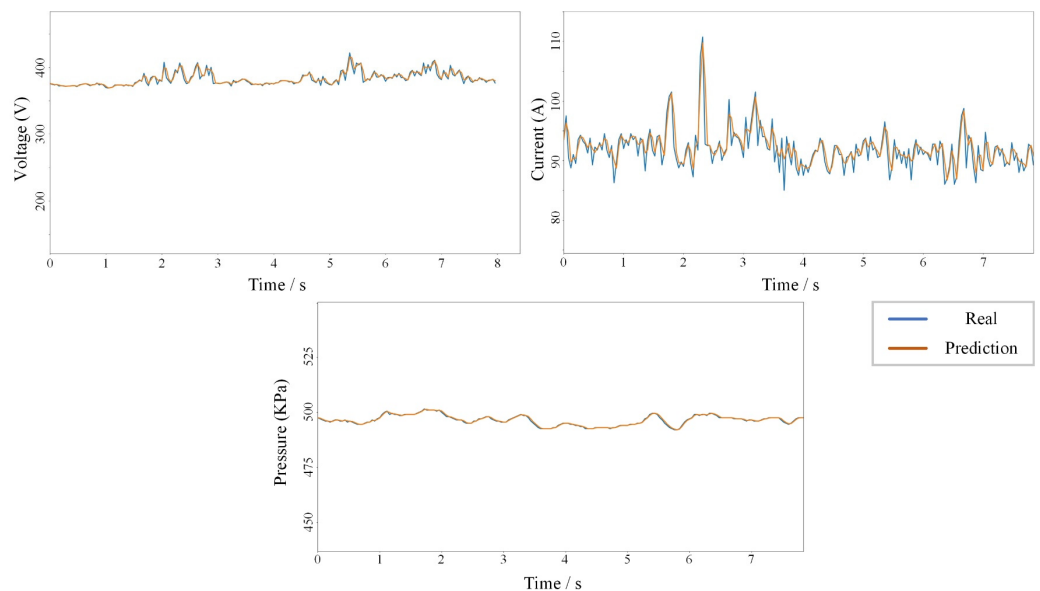 400
300
200
Voltage (V)
0 1 2 3 4 5 6 7 8
Time / s
110
100
90
80
Current (A)
0 1 2 3 4 5 6 7
Time / s
525
500
475
450
Pressure (KPa)
0 1 2 3 4 5 6 7
Time / s
Real
Prediction